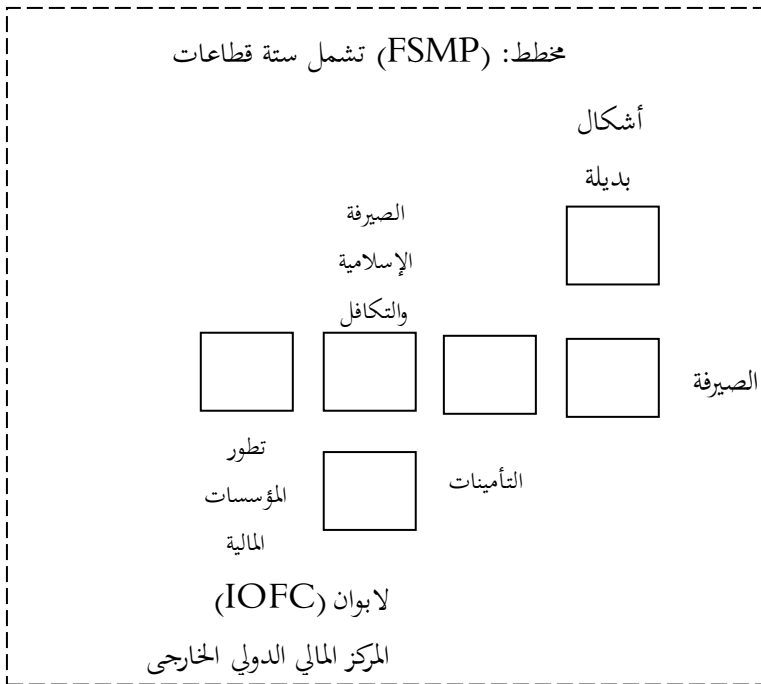 مخطط: (FSMP) تشمل ستة قطاعات
أشكال
بديلة
الصيرفة
الإسلامية
والتكافل
الصيرفة
التأمينات
تطور
المؤسسات
المالية
لابوان (IOFC)
المركز المالي الدولي الخارجى